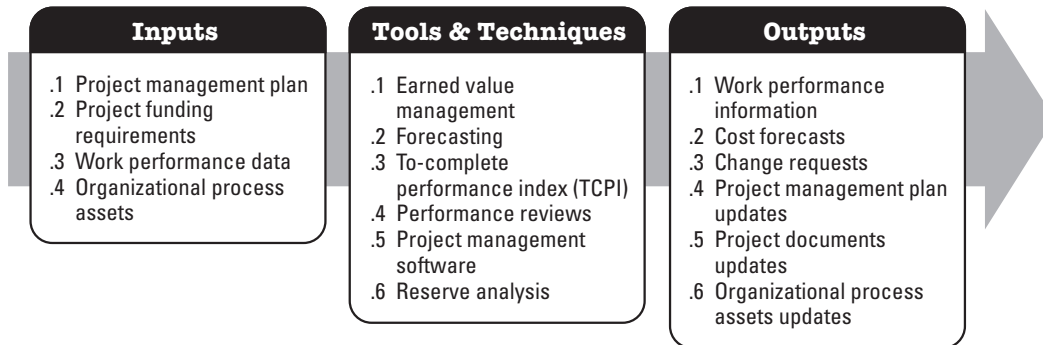 Inputs
.1 Project management plan
.2 Project funding
requirements
.3 Work performance data
.4 Organizational process
assets
Tools & Techniques
.1 Earned value
management
.2 Forecasting
.3 To-complete
performance index (TCPI)
.4 Performance reviews
.5 Project management
software
.6 Reserve analysis
Outputs
.1 Work performance
information
.2 Cost forecasts
.3 Change requests
.4 Project management plan
updates
.5 Project documents
updates
.6 Organizational process
assets updates